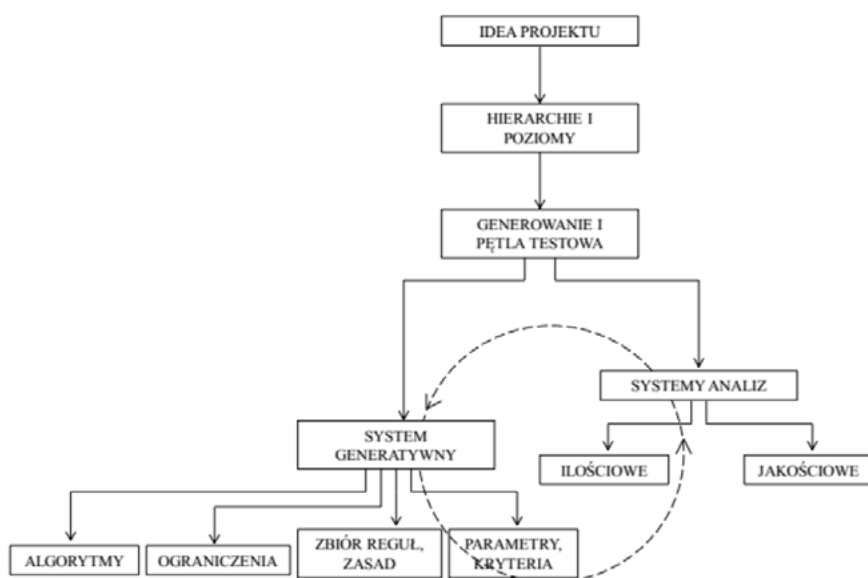 IDEA PROJEKTU
HIERARCHIE I
POZIOMY
GENEROWANIE I
PĘTLA TESTOWA
SYSTEMY ANALIZ
SYSTEM
GENERATYWNY
ILOŚCIOWE
JAKOŚCIOWE
ALGORYTMY
OGRANICZENIA
ZBIÓR REGUŁ,
ZASAD
PARAMETRY,
KRYTERIA